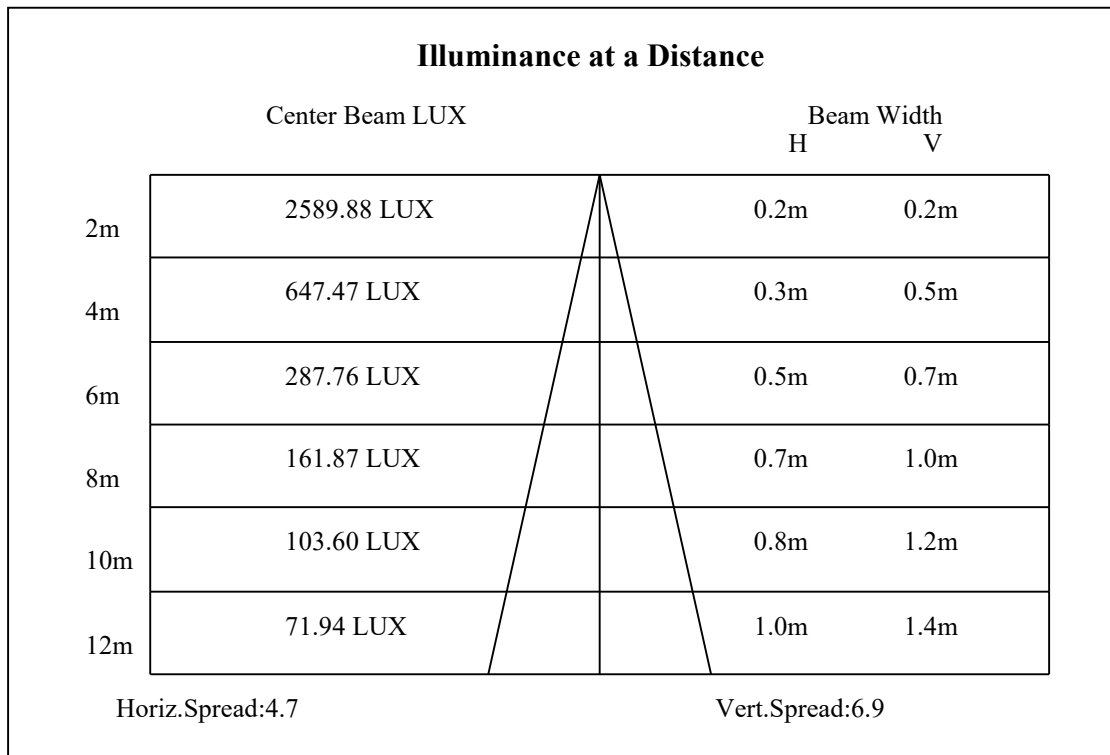 Illuminance at a Distance
Center Beam LUX Beam Width
H V
2m 2589.88 LUX 0.2m 0.2m
4m 647.47 LUX 0.3m 0.5m
6m 287.76 LUX 0.5m 0.7m
8m 161.87 LUX 0.7m 1.0m
10m 103.60 LUX 0.8m 1.2m
12m 71.94 LUX 1.0m 1.4m
Horiz.Spread:4.7 Vert.Spread:6.9